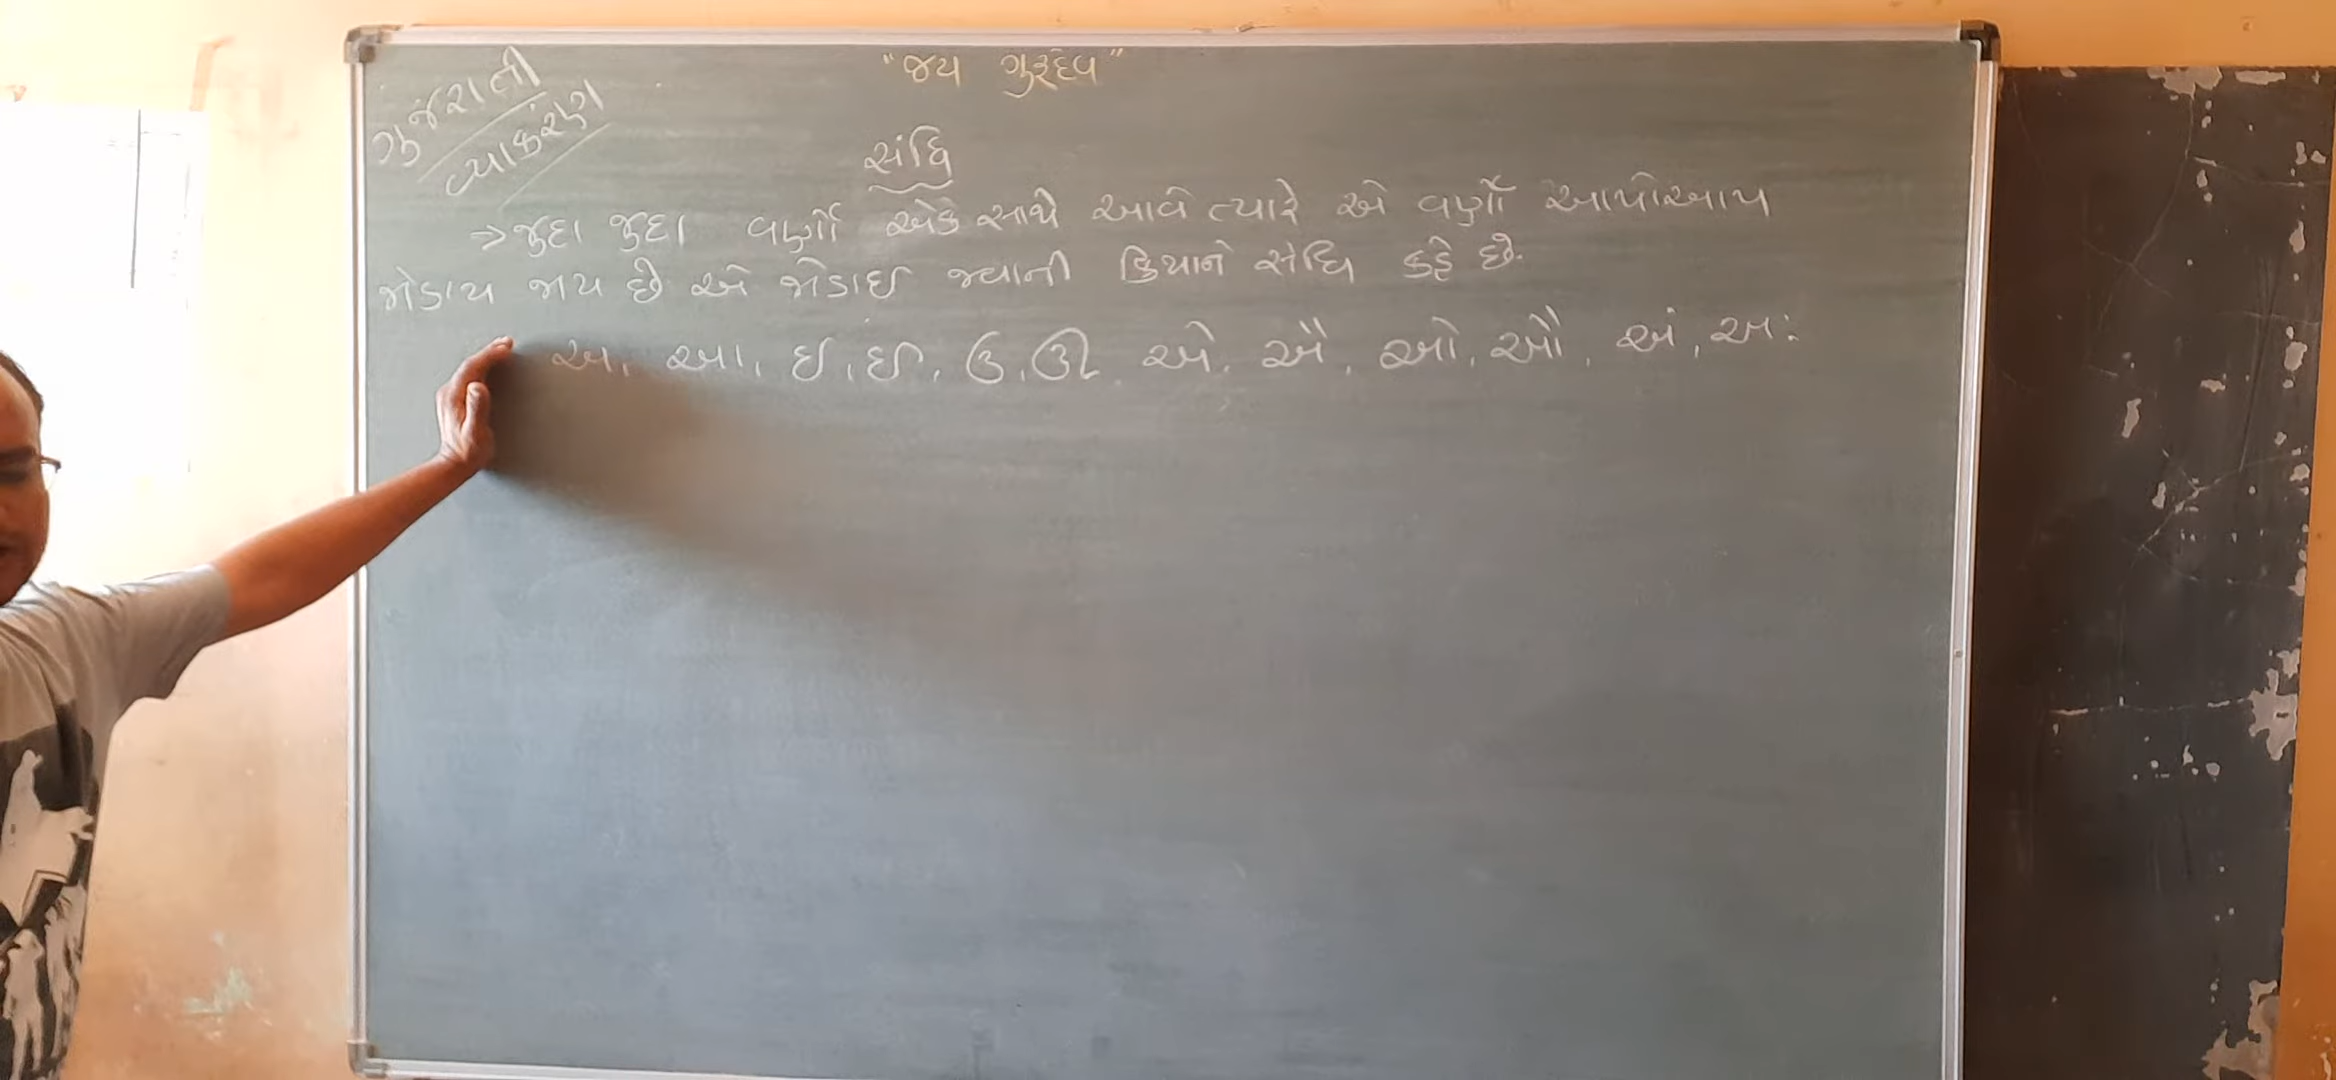 "જય ગુરૂદેવ"
ગુજરાતી
વ્યાકરણ
સંધિ
→ જુદા જુદા વર્ણો એક સાથે આવે ત્યારે એ વર્ણો આપોઆપ
જોડાય જાય છે એ જોડાઈ જવાની ક્રિયાને સંધિ કહે છે.
અ, આ, ઇ, ઈ, ઉ, ઊ, એ, ઐ, ઓ, ઔ, અં, અઃ